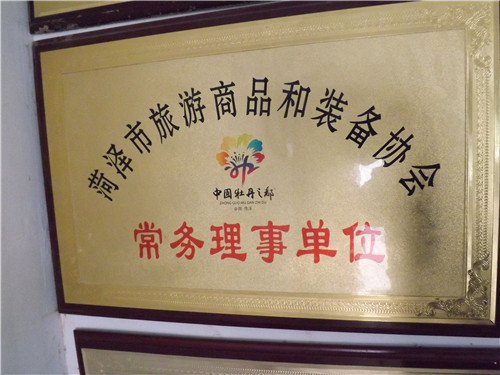 菏泽市旅游商品和装备协会
中国牡丹之都
常务理事单位